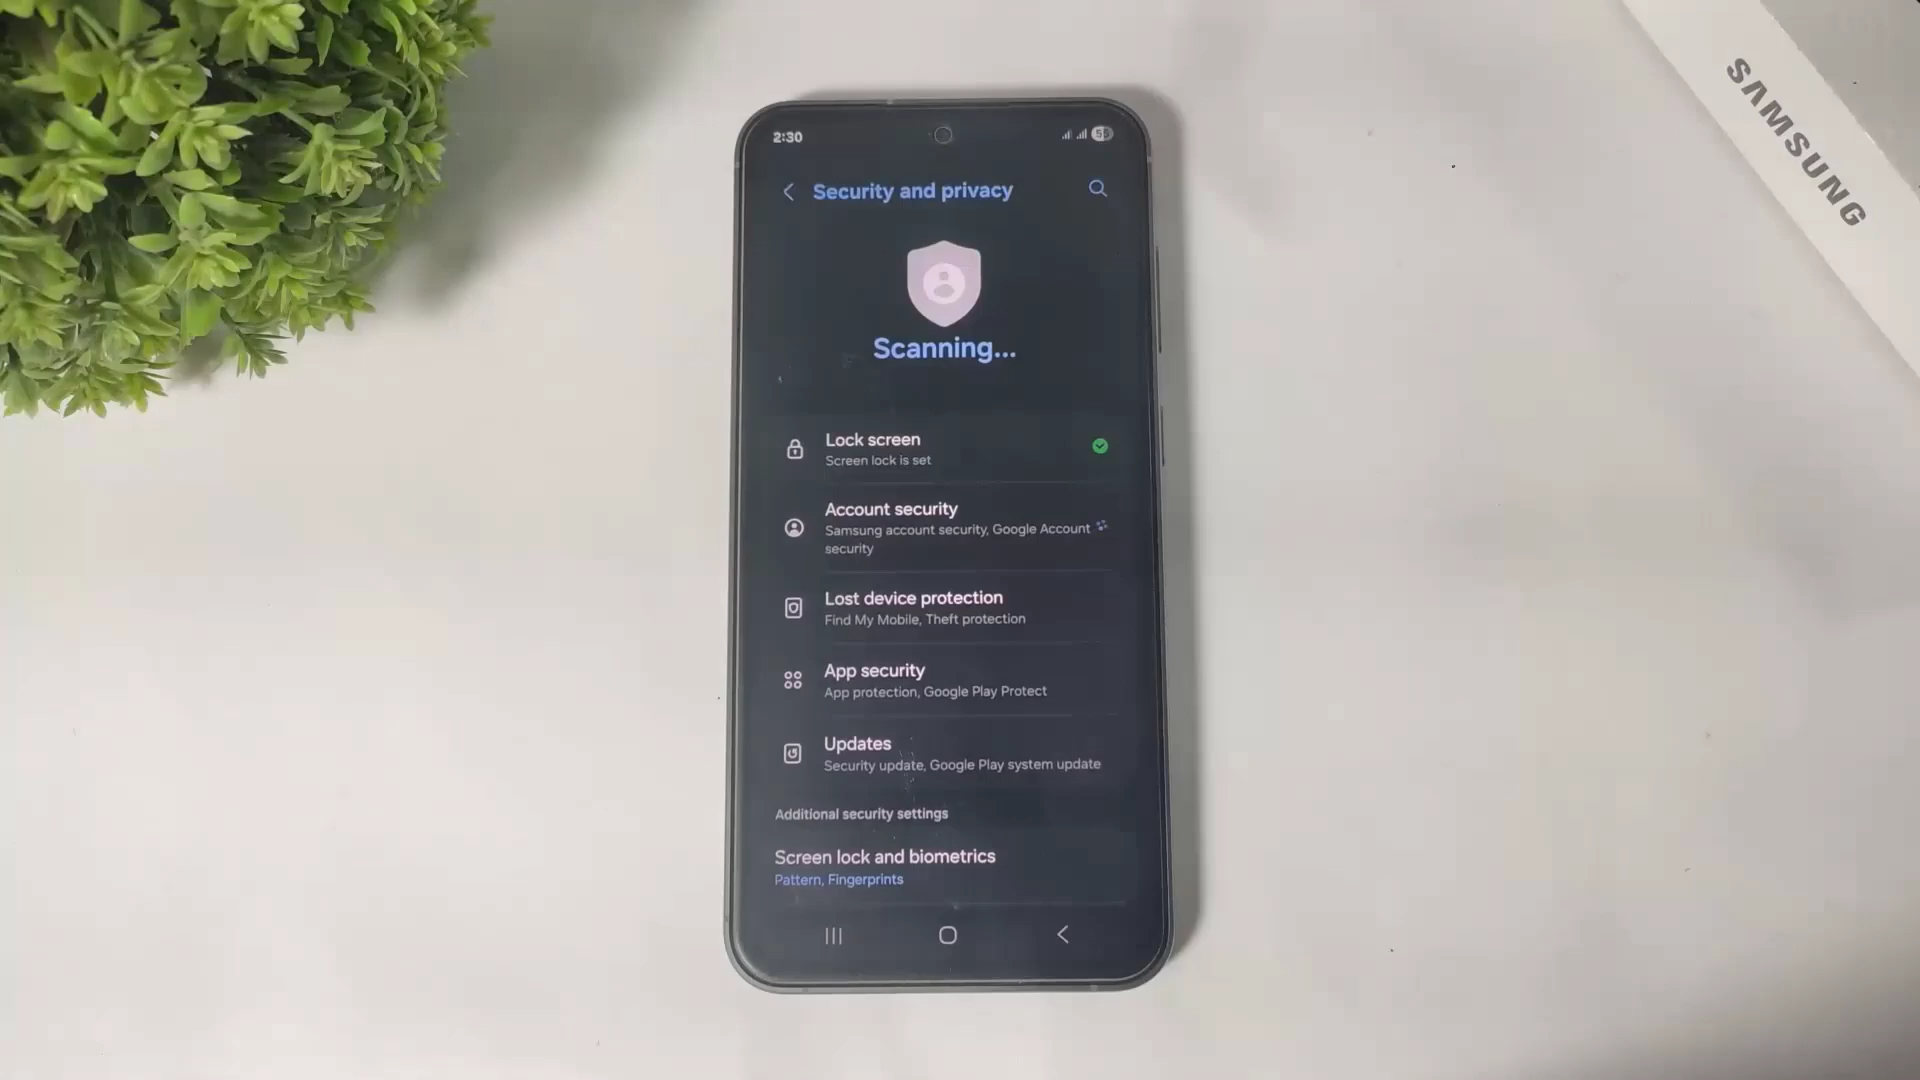 2:30
58
Security and privacy
Scanning...
Lock screen
Screen lock is set
Account security
Samsung account security, Google Account
security
Lost device protection
Find My Mobile, Theft protection
App security
App protection, Google Play Protect
Updates
Security update, Google Play system update
Additional security settings
Screen lock and biometrics
Pattern, Fingerprints
SAMSUNG